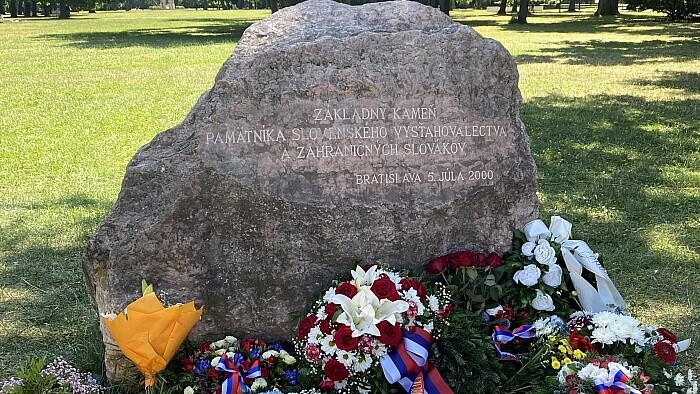 ZÁKLADNÝ KAMEŇ
PAMÄTNÍKA SLOVENSKÉHO VYSŤAHOVALECTVA
A ZAHRANIČNÝCH SLOVÁKOV
BRATISLAVA 5. JÚLA 2000